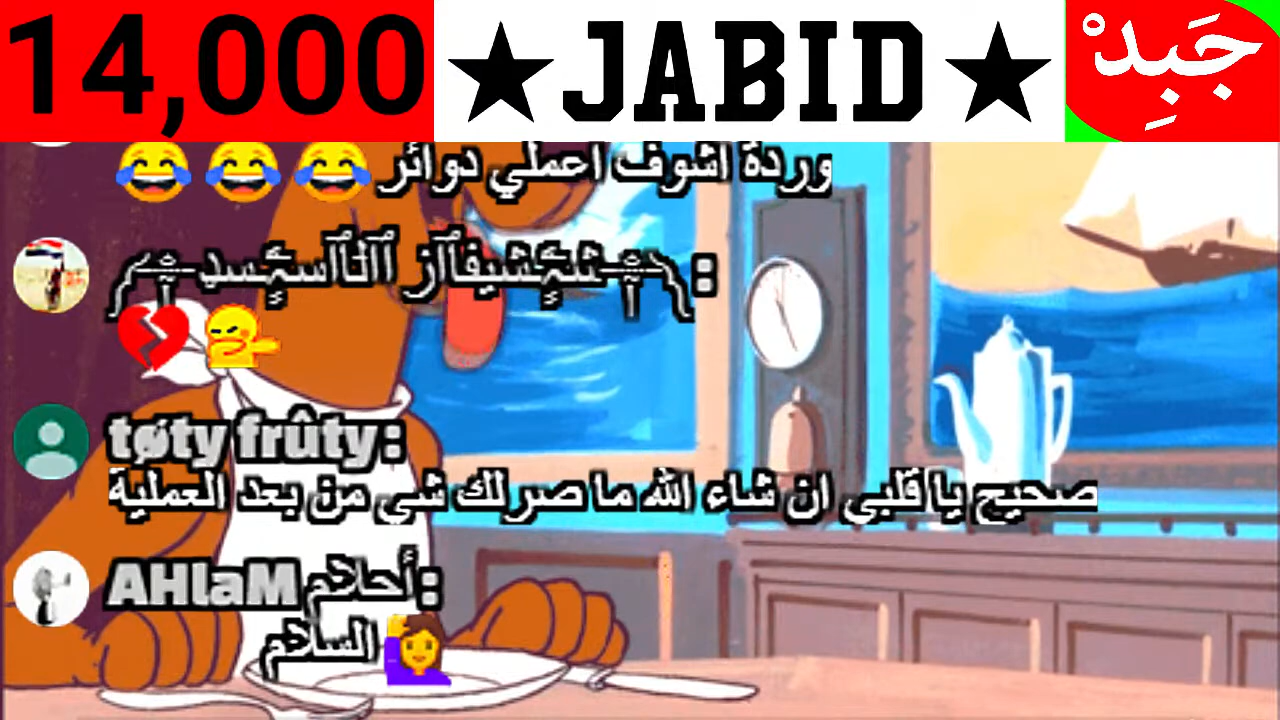 14,000 ★JABID★ جَبِدْ
وردة اشوف اعملي دوائر 😂😂😂
💔
tøty frûty:
صحيح يا قلبي ان شاء الله ما صرلك شي من بعد العملية
AHlaM أحلام:
السلام 🙋‍♀️